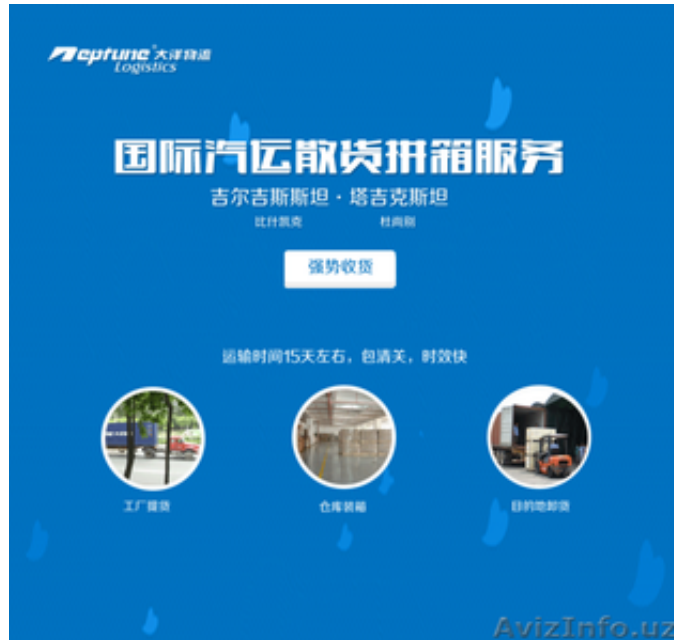 Neptune 大洋物流
Logistics
国际汽运散货拼箱服务
吉尔吉斯斯坦·塔吉克斯坦
比什凯克 杜尚别
强势收货
运输时间15天左右，包清关，时效快
工厂提货 仓库装箱 目的地卸货
AvizInfo.uz